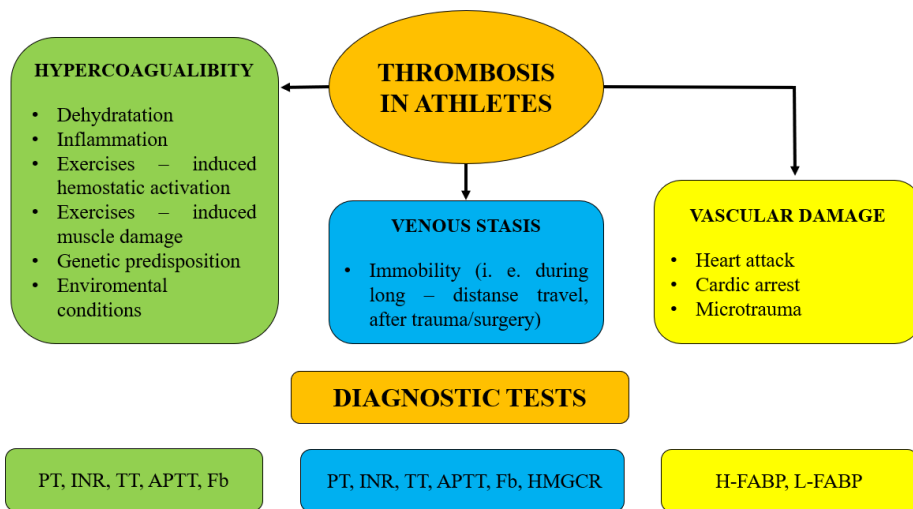 THROMBOSIS
IN ATHLETES
HYPERCOAGUALIBITY
• Dehydratation
• Inflammation
• Exercises – induced
hemostatic activation
• Exercises – induced
muscle damage
• Genetic predisposition
• Enviromental
conditions
VENOUS STASIS
• Immobility (i. e. during
long – distanse travel,
after trauma/surgery)
VASCULAR DAMAGE
• Heart attack
• Cardic arrest
• Microtrauma
DIAGNOSTIC TESTS
PT, INR, TT, APTT, Fb
PT, INR, TT, APTT, Fb, HMGCR
H-FABP, L-FABP